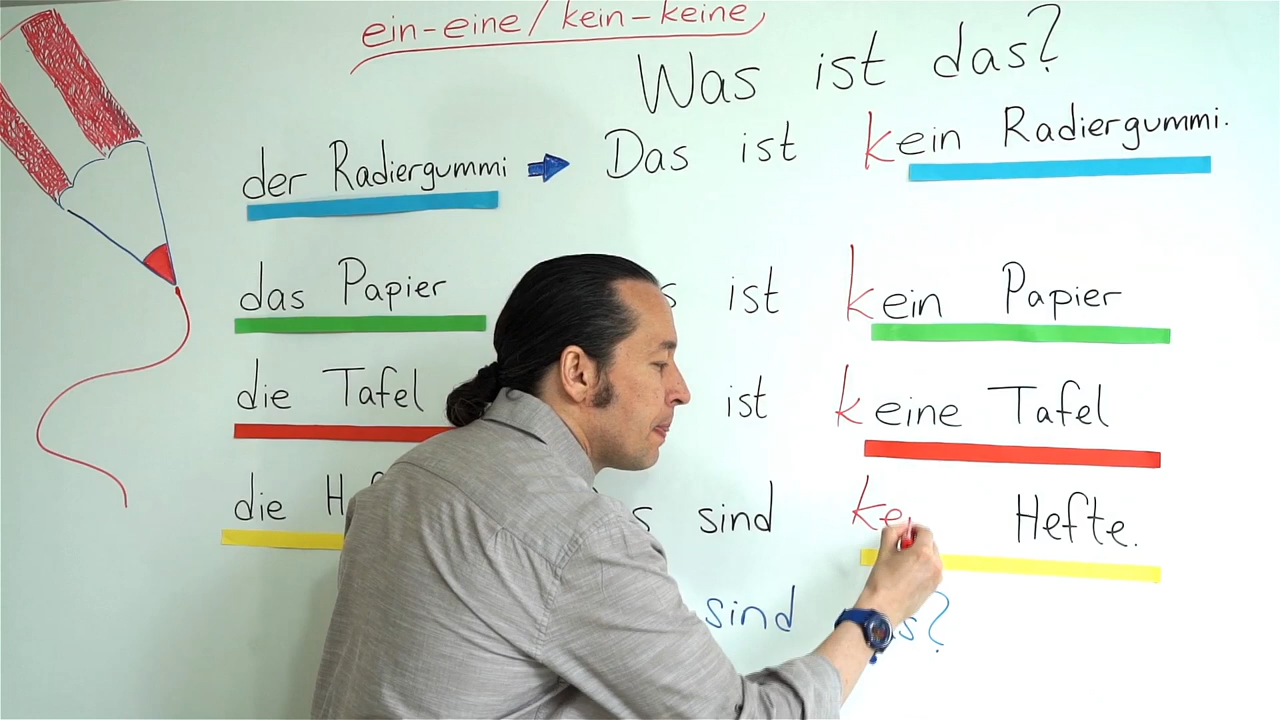 ein-eine / kein-keine
Was ist das?
der Radiergummi Das ist kein Radiergummi.
das Papier ist kein Papier
die Tafel ist keine Tafel
die sind ke Hefte.
sind ?